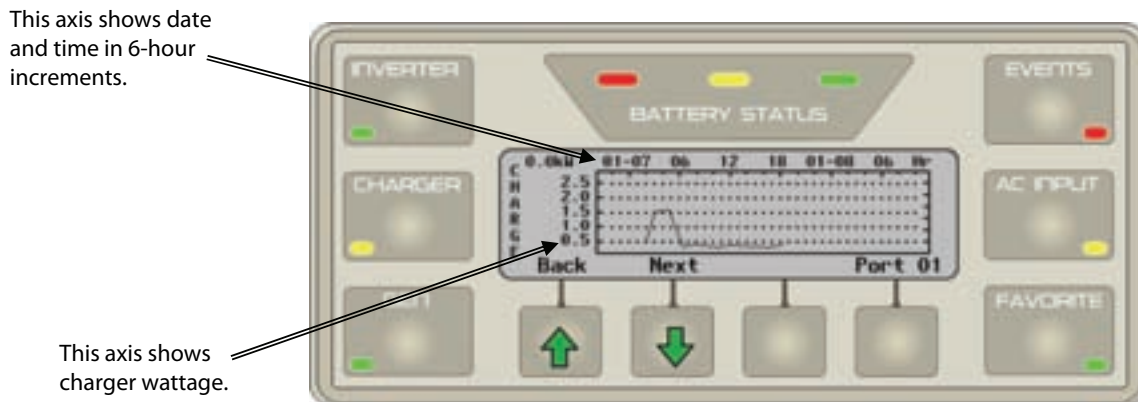 This axis shows date
and time in 6-hour
increments.
INVERTER
EVENTS
BATTERY STATUS
CHARGER
AC INPUT
0.0kW 01-07 06 12 18 01-08 06 Hr
CHARGE
2.5
2.0
1.5
1.0
0.5
Back Next Port 01
FAVORITE
This axis shows
charger wattage.